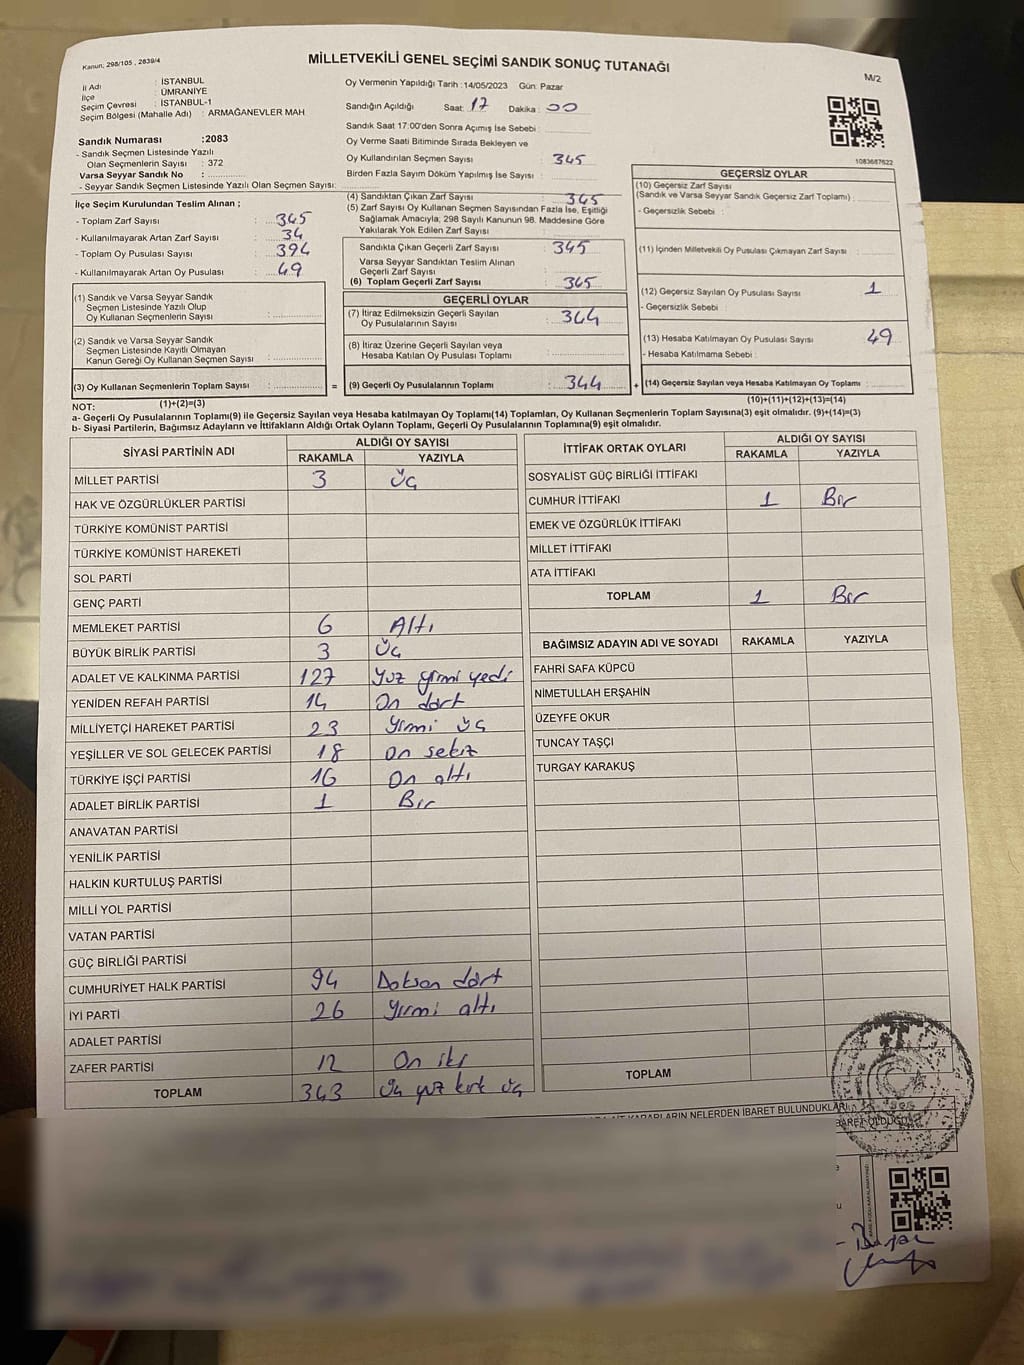 Kanun, 298/105 , 2839/4
MİLLETVEKİLİ GENEL SEÇİMİ SANDIK SONUÇ TUTANAĞI
M/2
İl Adı : İSTANBUL
İlçe : ÜMRANİYE
Seçim Çevresi : İSTANBUL-1
Seçim Bölgesi (Mahalle Adı) : ARMAĞANEVLER MAH
Sandık Numarası :2083
- Sandık Seçmen Listesinde Yazılı
Olan Seçmenlerin Sayısı : 372
Varsa Seyyar Sandık No :
- Seyyar Sandık Seçmen Listesinde Yazılı Olan Seçmen Sayısı:
Oy Vermenin Yapıldığı Tarih :14/05/2023 Gün: Pazar
Sandığın Açıldığı Saat: 17 Dakika : 00
Sandık Saat 17:00'den Sonra Açımış İse Sebebi :
Oy Verme Saati Bitiminde Sırada Bekleyen ve
Oy Kullandırılan Seçmen Sayısı : 345
Birden Fazla Sayım Döküm Yapılmış İse Sayısı :
1083687622
İlçe Seçim Kurulundan Teslim Alınan ;
- Toplam Zarf Sayısı : 345
- Kullanılmayarak Artan Zarf Sayısı : 34
- Toplam Oy Pusulası Sayısı : 394
- Kullanılmayarak Artan Oy Pusulası : 49
(4) Sandıktan Çıkan Zarf Sayısı : 345
(5) Zarf Sayısı Oy Kullanan Seçmen Sayısından Fazla İse, Eşitliği
Sağlamak Amacıyla, 298 Sayılı Kanunun 98. Maddesine Göre
Yakılarak Yok Edilen Zarf Sayısı :
Sandıkta Çıkan Geçerli Zarf Sayısı : 345
Varsa Seyyar Sandıktan Teslim Alınan
Geçerli Zarf Sayısı :
(6) Toplam Geçerli Zarf Sayısı : 345
GEÇERSİZ OYLAR
(10) Geçersiz Zarf Sayısı
(Sandık ve Varsa Seyyar Sandık Geçersiz Zarf Toplamı) :
- Geçersizlik Sebebi :
(11) İçinden Milletvekili Oy Pusulası Çıkmayan Zarf Sayısı :
(12) Geçersiz Sayılan Oy Pusulası Sayısı : 1
- Geçersizlik Sebebi :
(13) Hesaba Katılmayan Oy Pusulası Sayısı : 49
- Hesaba Katılmama Sebebi :
(1) Sandık ve Varsa Seyyar Sandık
Seçmen Listesinde Yazılı Olup
Oy Kullanan Seçmenlerin Sayısı :
(2) Sandık ve Varsa Seyyar Sandık
Seçmen Listesinde Kayıtlı Olmayan
Kanun Gereği Oy Kullanan Seçmen Sayısı :
GEÇERLİ OYLAR
(7) İtiraz Edilmeksizin Geçerli Sayılan
Oy Pusulalarının Sayısı : 344
(8) İtiraz Üzerine Geçerli Sayılan veya
Hesaba Katılan Oy Pusulası Toplamı :
(3) Oy Kullanan Seçmenlerin Toplam Sayısı : = (9) Geçerli Oy Pusulalarının Toplamı : 344 + (14) Geçersiz Sayılan veya Hesaba Katılmayan Oy Toplamı :
(1)+(2)=(3)
(10)+(11)+(12)+(13)=(14)
NOT:
a- Geçerli Oy Pusulalarının Toplamı(9) ile Geçersiz Sayılan veya Hesaba katılmayan Oy Toplamı(14) Toplamları, Oy Kullanan Seçmenlerin Toplam Sayısına(3) eşit olmalıdır. (9)+(14)=(3)
b- Siyasi Partilerin, Bağımsız Adayların ve İttifakların Aldığı Ortak Oyların Toplamı, Geçerli Oy Pusulalarının Toplamına(9) eşit olmalıdır.
SİYASİ PARTİNİN ADI ALDIĞI OY SAYISI
RAKAMLA YAZIYLA
MİLLET PARTİSİ 3 Üç
HAK VE ÖZGÜRLÜKLER PARTİSİ
TÜRKİYE KOMÜNİST PARTİSİ
TÜRKİYE KOMÜNİST HAREKETİ
SOL PARTİ
GENÇ PARTİ
MEMLEKET PARTİSİ 6 Altı
BÜYÜK BİRLİK PARTİSİ 3 Üç
ADALET VE KALKINMA PARTİSİ 127 Yüz yirmi yedi
YENİDEN REFAH PARTİSİ 14 On dört
MİLLİYETÇİ HAREKET PARTİSİ 23 Yirmi üç
YEŞİLLER VE SOL GELECEK PARTİSİ 18 On sekiz
TÜRKİYE İŞÇİ PARTİSİ 16 On altı
ADALET BİRLİK PARTİSİ 1 Bir
ANAVATAN PARTİSİ
YENİLİK PARTİSİ
HALKIN KURTULUŞ PARTİSİ
MİLLİ YOL PARTİSİ
VATAN PARTİSİ
GÜÇ BİRLİĞİ PARTİSİ
CUMHURİYET HALK PARTİSİ 94 Doksan dört
İYİ PARTİ 26 Yirmi altı
ADALET PARTİSİ
ZAFER PARTİSİ 12 On iki
TOPLAM 343 Üç yüz kırk üç
İTTİFAK ORTAK OYLARI ALDIĞI OY SAYISI
RAKAMLA YAZIYLA
SOSYALİST GÜÇ BİRLİĞİ İTTİFAKI
CUMHUR İTTİFAKI 1 Bir
EMEK VE ÖZGÜRLÜK İTTİFAKI
MİLLET İTTİFAKI
ATA İTTİFAKI
TOPLAM 1 Bir
BAĞIMSIZ ADAYIN ADI VE SOYADI RAKAMLA YAZIYLA
FAHRİ SAFA KÜPCÜ
NİMETULLAH ERŞAHİN
ÜZEYFE OKUR
TUNCAY TAŞÇI
TURGAY KARAKUŞ
TOPLAM
KARARLARIN NELERDEN İBARET BULUNDUKLARI